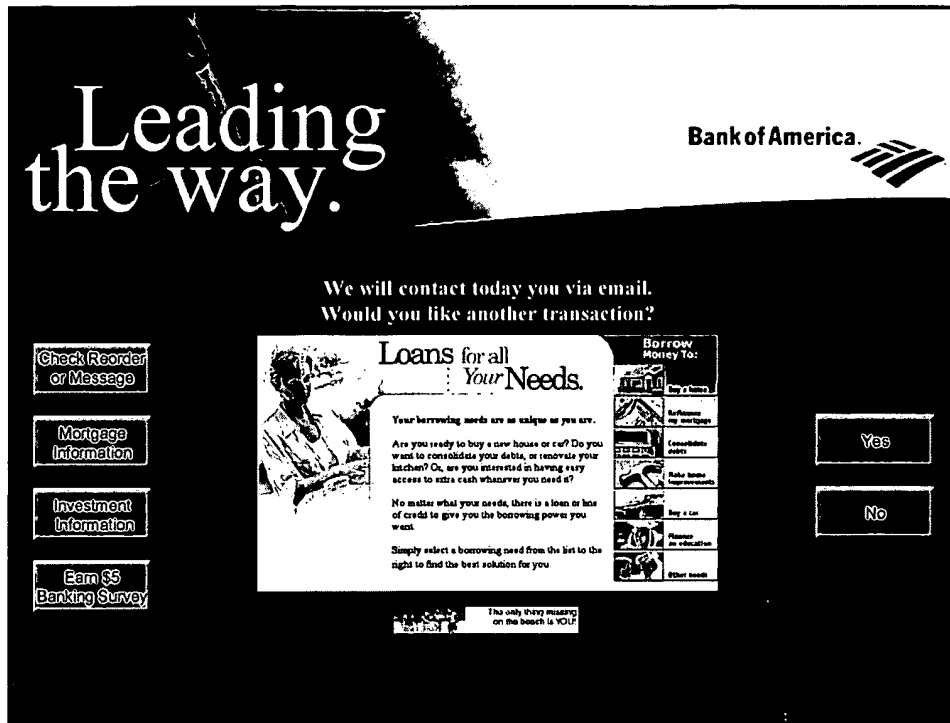 Leading
the way.
Bank of America.
We will contact today you via email.
Would you like another transaction?
Check Reorder
or Message
Mortgage
Information
Investment
Information
Earn $5
Banking Survey
Loans for all
Your Needs.
Your borrowing needs are as unique as you are.
Are you ready to buy a new house or car? Do you
want to consolidate your debts, or renovate your
kitchen? Or, are you interested in having easy
access to extra cash whenever you need it?
No matter what your needs, there is a loan or line
of credit to give you the borrowing power you
want.
Simply select a borrowing need from the list to the
right to find the best solution for you.
Borrow
Money To:
Buy a home
Refinance
my mortgage
Consolidate
debts
Make home
improvements
Buy a car
Finance
an education
Other needs
Yes
No
The only thing missing
on the beach is YOU!